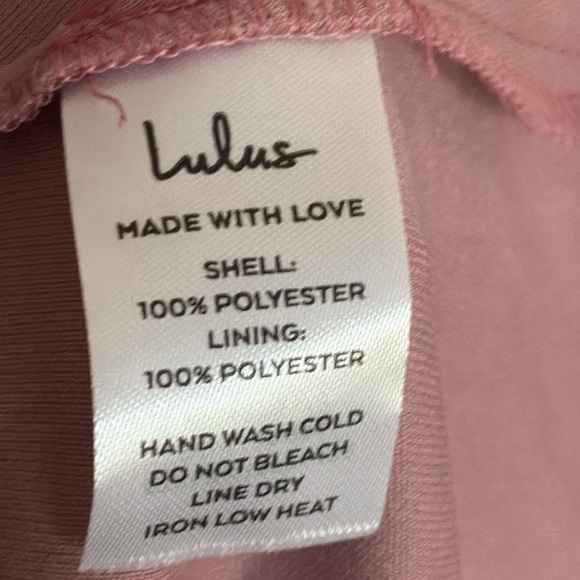 Lulus
MADE WITH LOVE
SHELL:
100% POLYESTER
LINING:
100% POLYESTER
HAND WASH COLD
DO NOT BLEACH
LINE DRY
IRON LOW HEAT